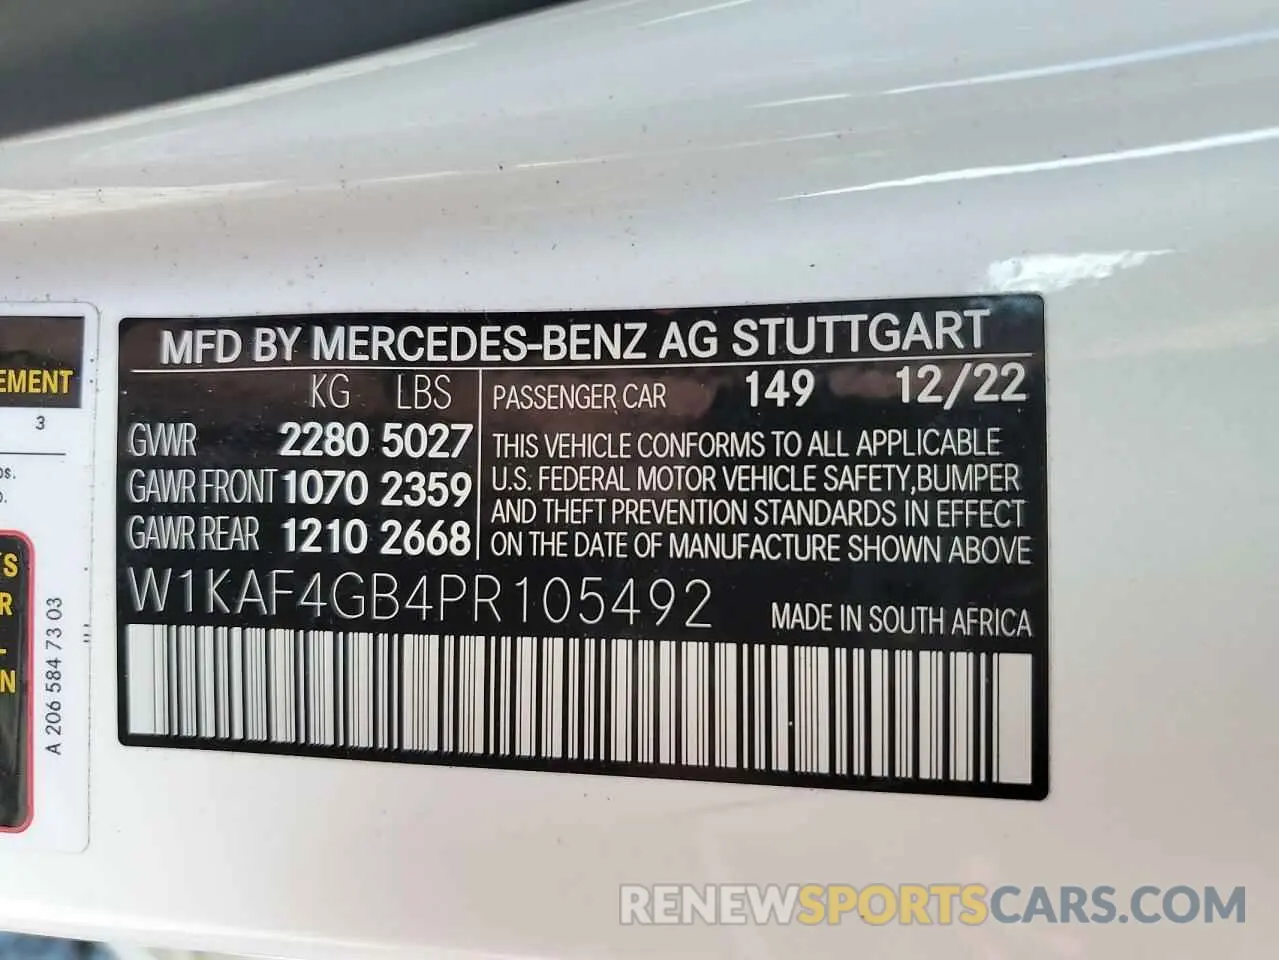 MFD BY MERCEDES-BENZ AG STUTTGART
KG LBS
GVWR 2280 5027
GAWR FRONT 1070 2359
GAWR REAR 1210 2668
PASSENGER CAR 149 12/22
THIS VEHICLE CONFORMS TO ALL APPLICABLE
U.S. FEDERAL MOTOR VEHICLE SAFETY,BUMPER
AND THEFT PREVENTION STANDARDS IN EFFECT
ON THE DATE OF MANUFACTURE SHOWN ABOVE
W1KAF4GB4PR105492
MADE IN SOUTH AFRICA
3
A 206 584 73 03
RENEWSPORTSCARS.COM